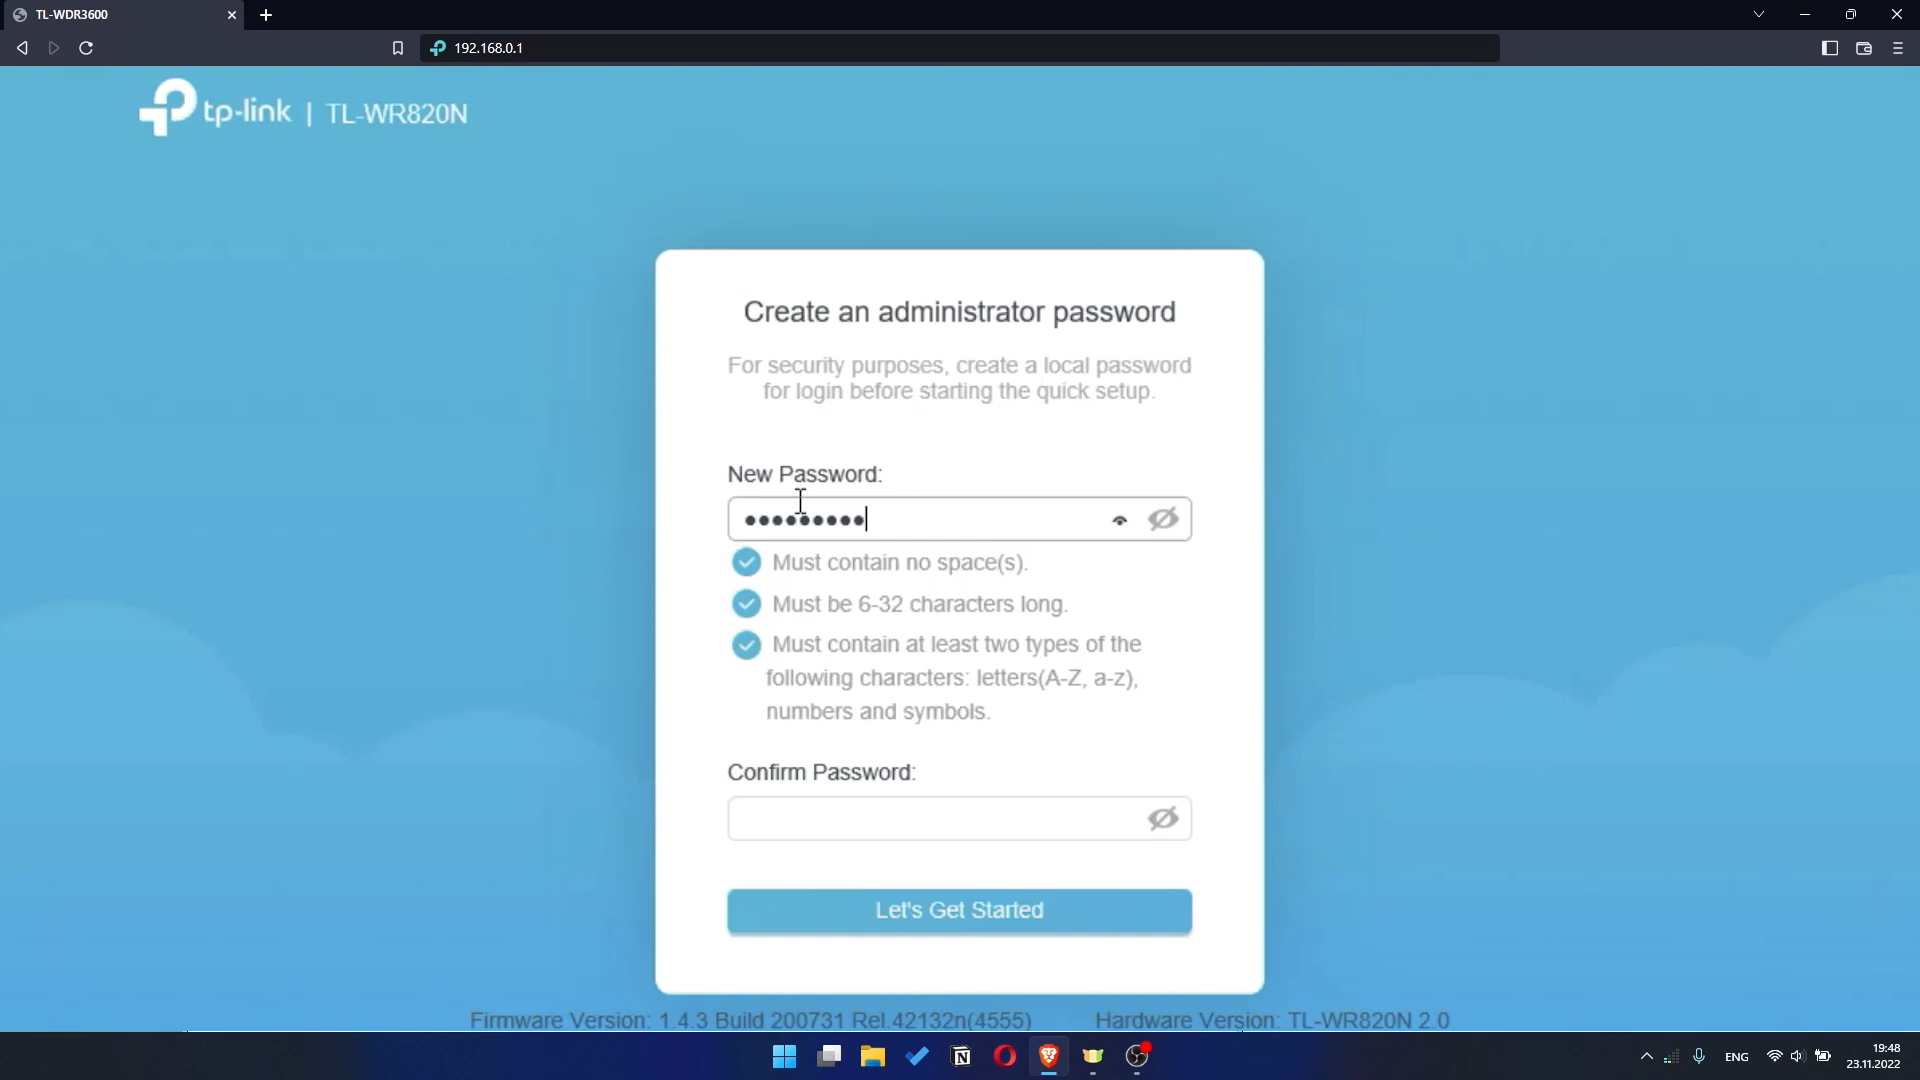 TL-WDR3600
192.168.0.1
tp-link | TL-WR820N
Create an administrator password
For security purposes, create a local password
for login before starting the quick setup.
New Password:
•••••••••
Must contain no space(s).
Must be 6-32 characters long.
Must contain at least two types of the
following characters: letters(A-Z, a-z),
numbers and symbols.
Confirm Password:
Let's Get Started
Firmware Version: 1.4.3 Build 200731 Rel.42132n(4555) Hardware Version: TL-WR820N 2.0
ENG
19:48
23.11.2022